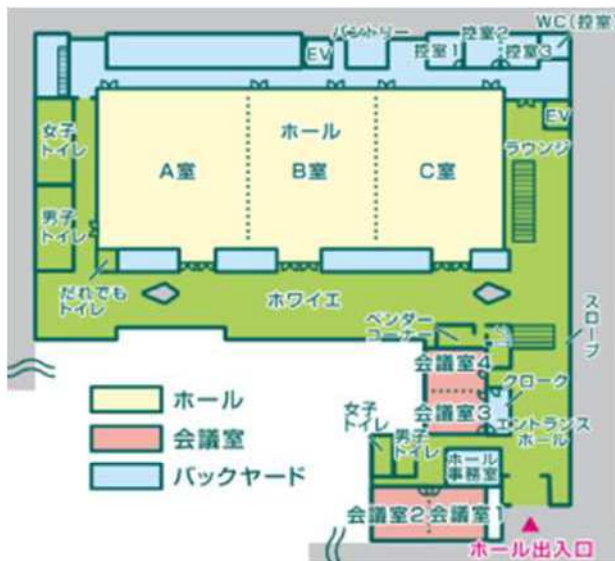 WC(控室)
パントリー
控室2
EV
控室1
控室3
EV
女子
トイレ
ホール
ラウンジ
A室
B室
C室
男子
トイレ
だれでも
トイレ
ホワイエ
スロープ
ベンダー
コーナー
会議室4
クローク
ホール
会議室3
女子
トイレ
エントランス
ホール
会議室
男子
トイレ
バックヤード
ホール
事務室
会議室2
会議室1
ホール出入口